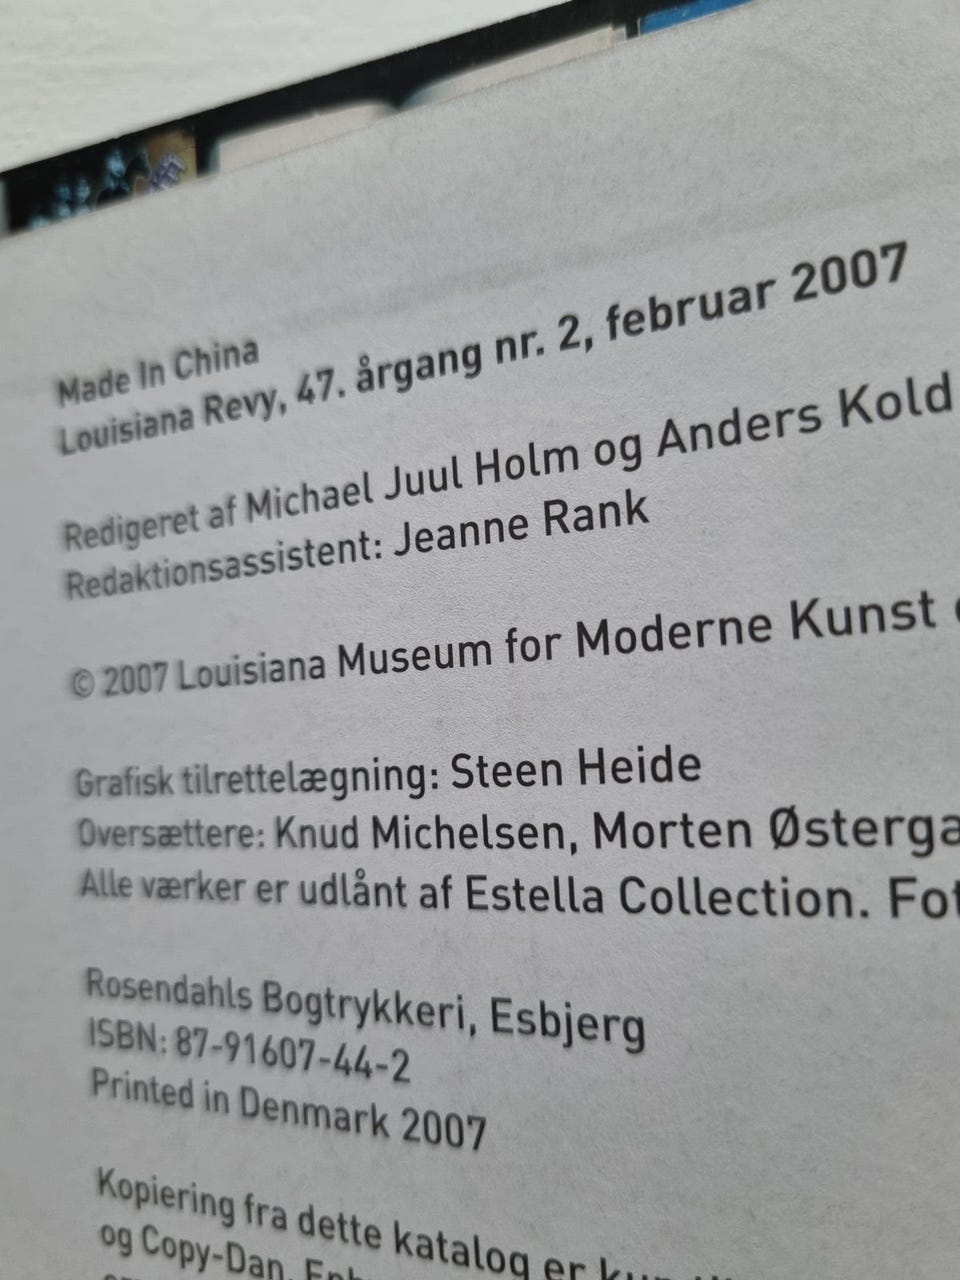 Made In China
Louisiana Revy, 47. årgang nr. 2, februar 2007
Redigeret af Michael Juul Holm og Anders Kold
Redaktionsassistent: Jeanne Rank
© 2007 Louisiana Museum for Moderne Kunst
Grafisk tilrettelægning: Steen Heide
Oversættere: Knud Michelsen, Morten Østerga
Alle værker er udlånt af Estella Collection. Fot
Rosendahls Bogtrykkeri, Esbjerg
ISBN: 87-91607-44-2
Printed in Denmark 2007
Kopiering fra dette katalog er
og Copy-Dan.